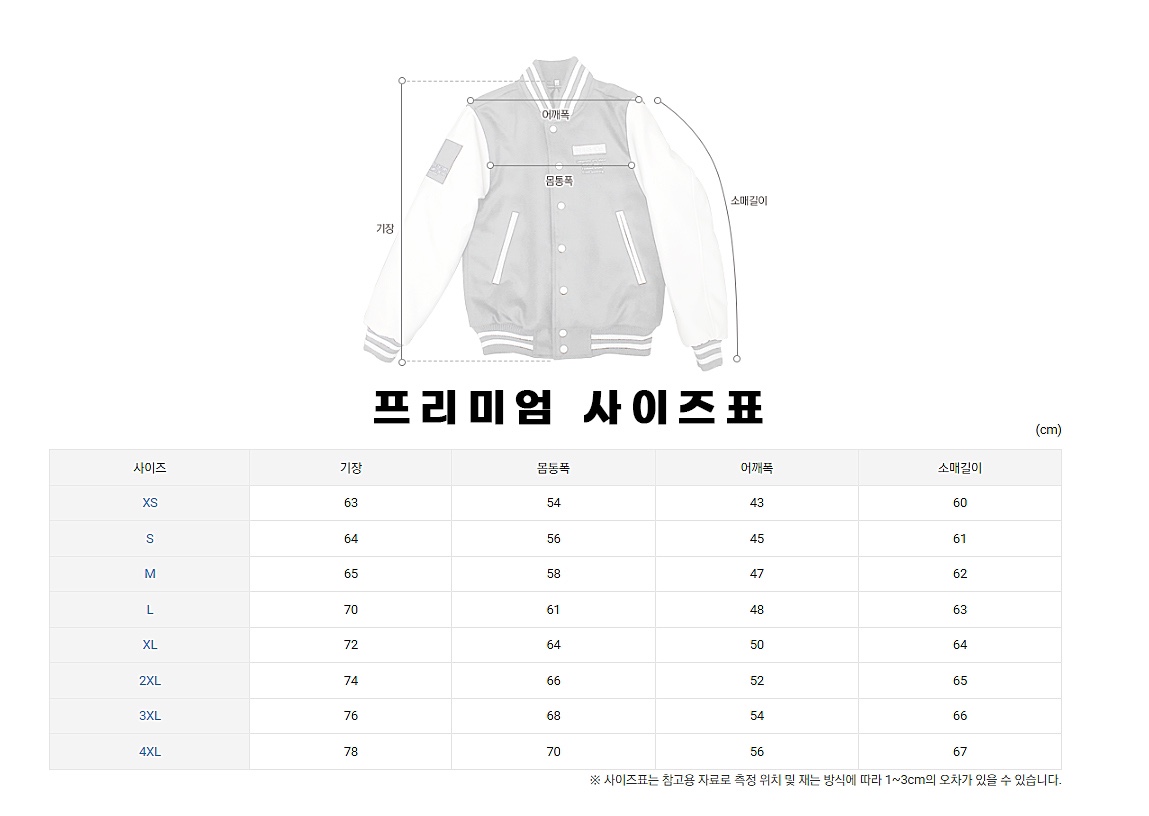 어깨폭
몸통폭
소매길이
기장
프리미엄 사이즈표
(cm)
사이즈 기장 몸통폭 어깨폭 소매길이
XS 63 54 43 60
S 64 56 45 61
M 65 58 47 62
L 70 61 48 63
XL 72 64 50 64
2XL 74 66 52 65
3XL 76 68 54 66
4XL 78 70 56 67
※ 사이즈표는 참고용 자료로 측정 위치 및 재는 방식에 따라 1~3cm의 오차가 있을 수 있습니다.